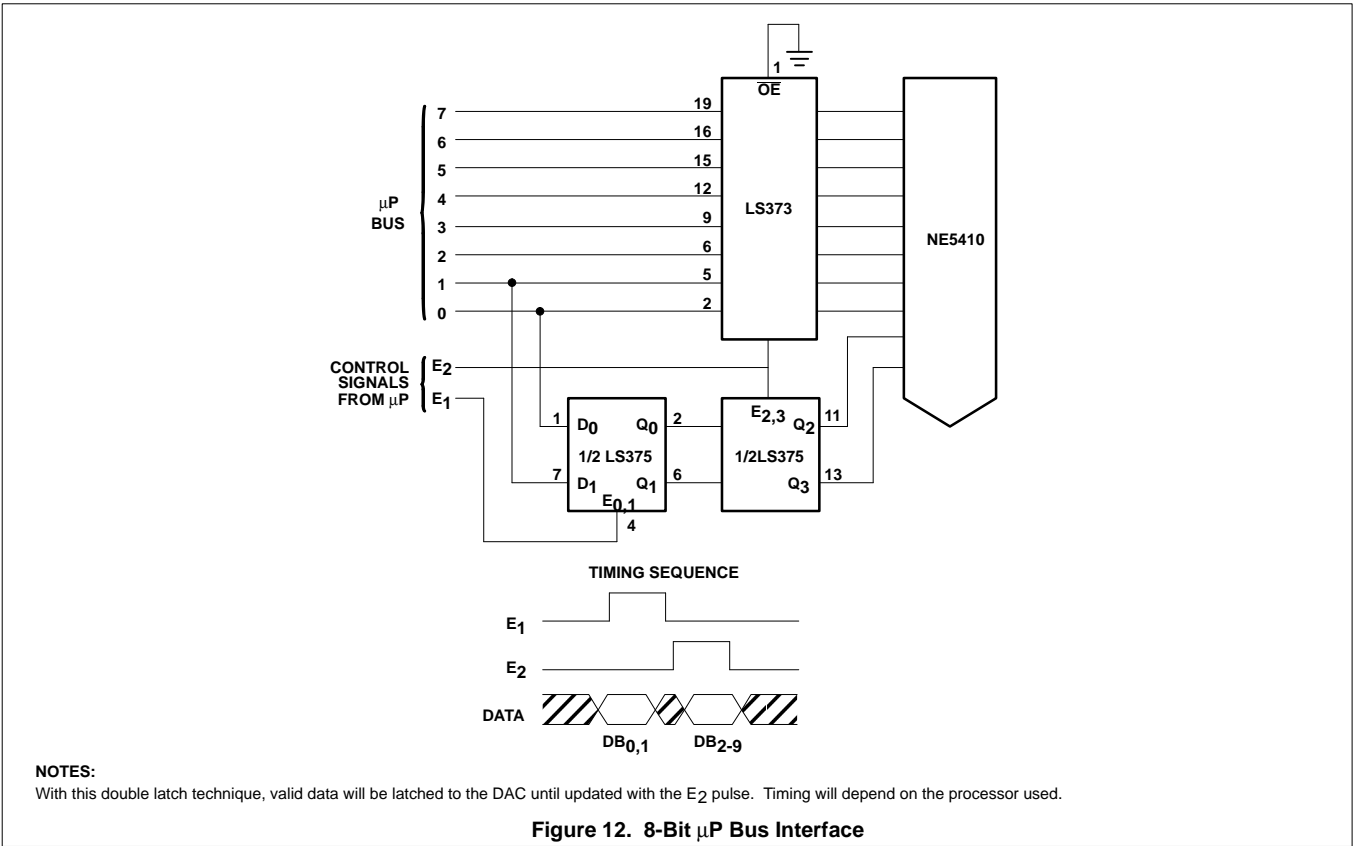 1
OE
7 19
6 16
5 15
4 12
3 9
2 6
1 5
0 2
μP
BUS
LS373
NE5410
CONTROL
SIGNALS
FROM μP
E2
E1
1 D0 Q0 2
1/2 LS375
7 D1 Q1 6
E0,1
4
E2,3
Q2 11
1/2LS375
Q3 13
TIMING SEQUENCE
E1
E2
DATA
DB0,1 DB2-9
NOTES:
With this double latch technique, valid data will be latched to the DAC until updated with the E2 pulse. Timing will depend on the processor used.
Figure 12. 8-Bit μP Bus Interface